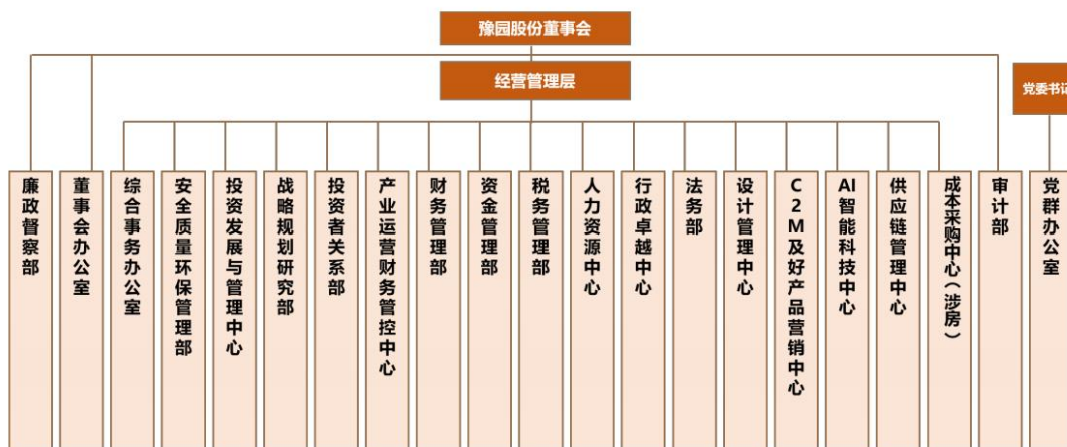 豫园股份董事会
经营管理层
党委书记
廉政督察部
董事会办公室
综合事务办公室
安全质量环保管理部
投资发展与管理中心
战略规划研究部
投资者关系部
产业运营财务管控中心
财务管理部
资金管理部
税务管理部
人力资源中心
行政卓越中心
法务部
设计管理中心
C2M及好产品营销中心
AI智能科技中心
供应链管理中心
成本采购中心(涉房)
审计部
党群办公室